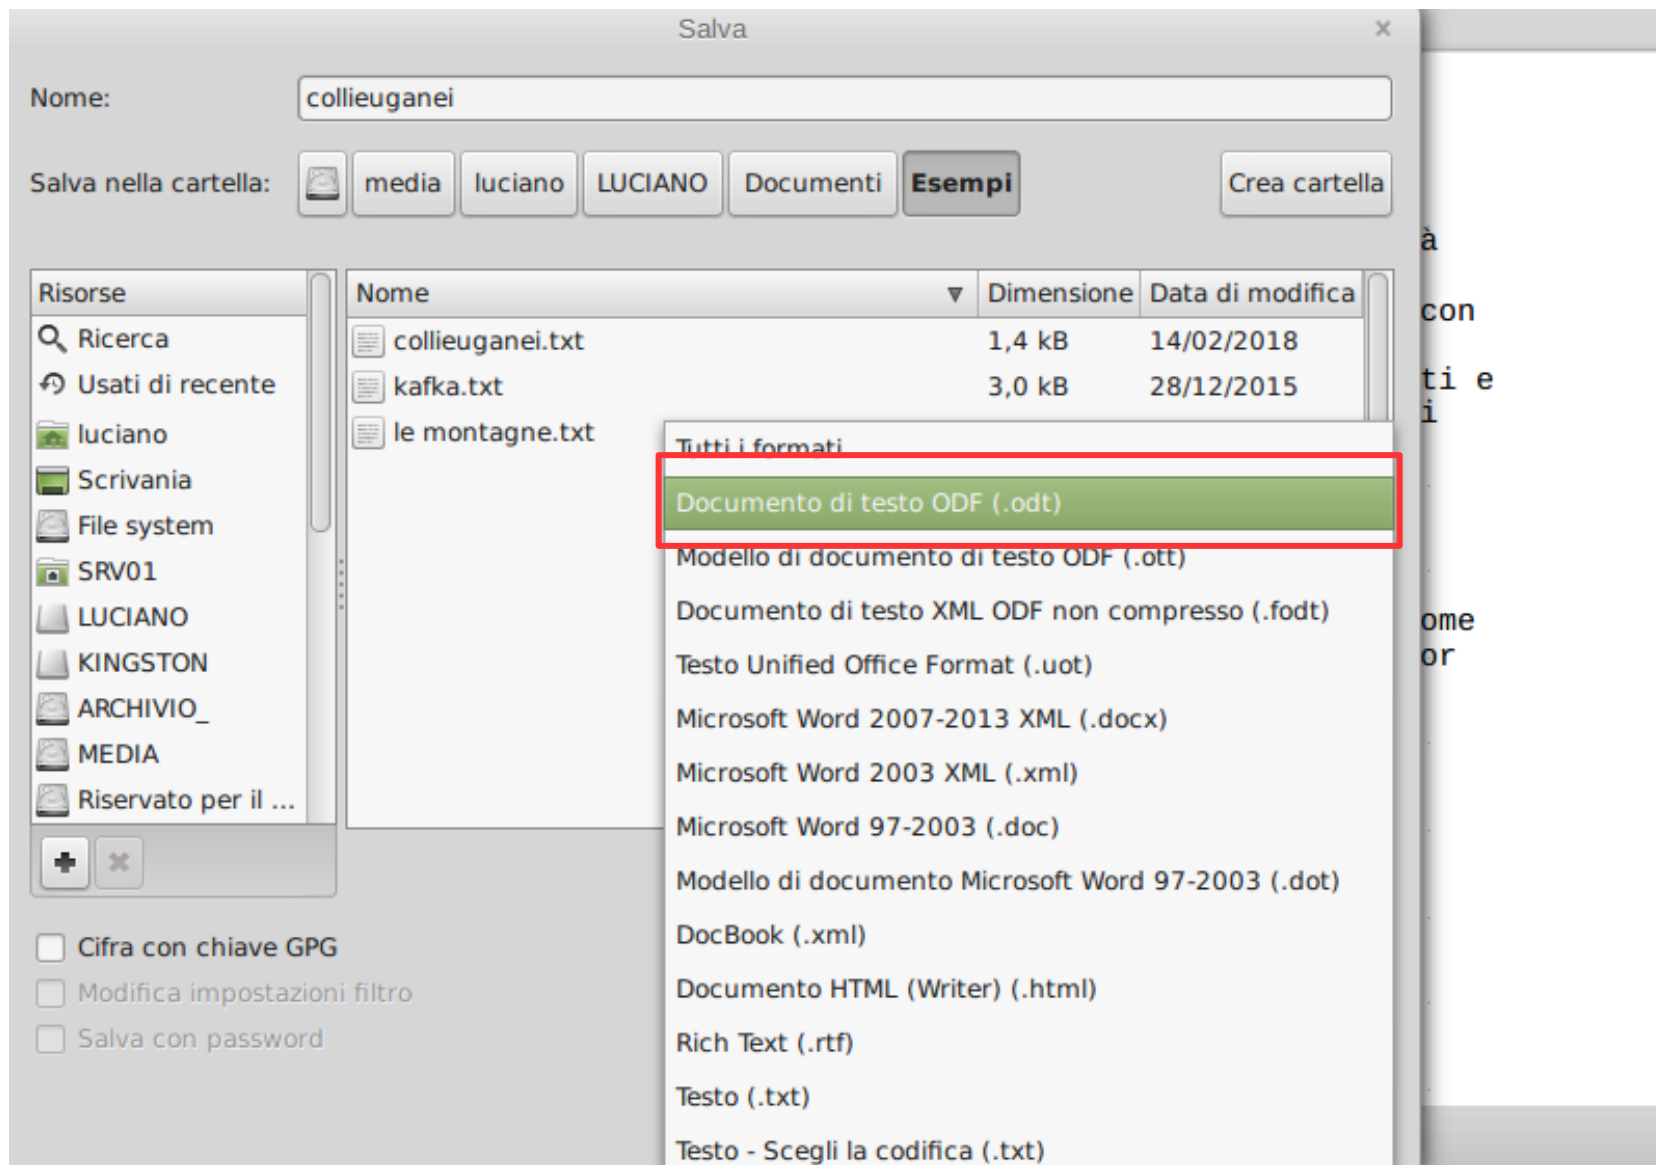 Salva
Nome: collieuganei
Salva nella cartella: media luciano LUCIANO Documenti Esempi Crea cartella
Risorse
Ricerca
Usati di recente
luciano
Scrivania
File system
SRV01
LUCIANO
KINGSTON
ARCHIVIO_
MEDIA
Riservato per il ...
Nome Dimensione Data di modifica
collieuganei.txt 1,4 kB 14/02/2018
kafka.txt 3,0 kB 28/12/2015
le montagne.txt
Tutti i formati
Documento di testo ODF (.odt)
Modello di documento di testo ODF (.ott)
Documento di testo XML ODF non compresso (.fodt)
Testo Unified Office Format (.uot)
Microsoft Word 2007-2013 XML (.docx)
Microsoft Word 2003 XML (.xml)
Microsoft Word 97-2003 (.doc)
Modello di documento Microsoft Word 97-2003 (.dot)
DocBook (.xml)
Documento HTML (Writer) (.html)
Rich Text (.rtf)
Testo (.txt)
Testo - Scegli la codifica (.txt)
Cifra con chiave GPG
Modifica impostazioni filtro
Salva con password
à
con
ti e
i
ome
or